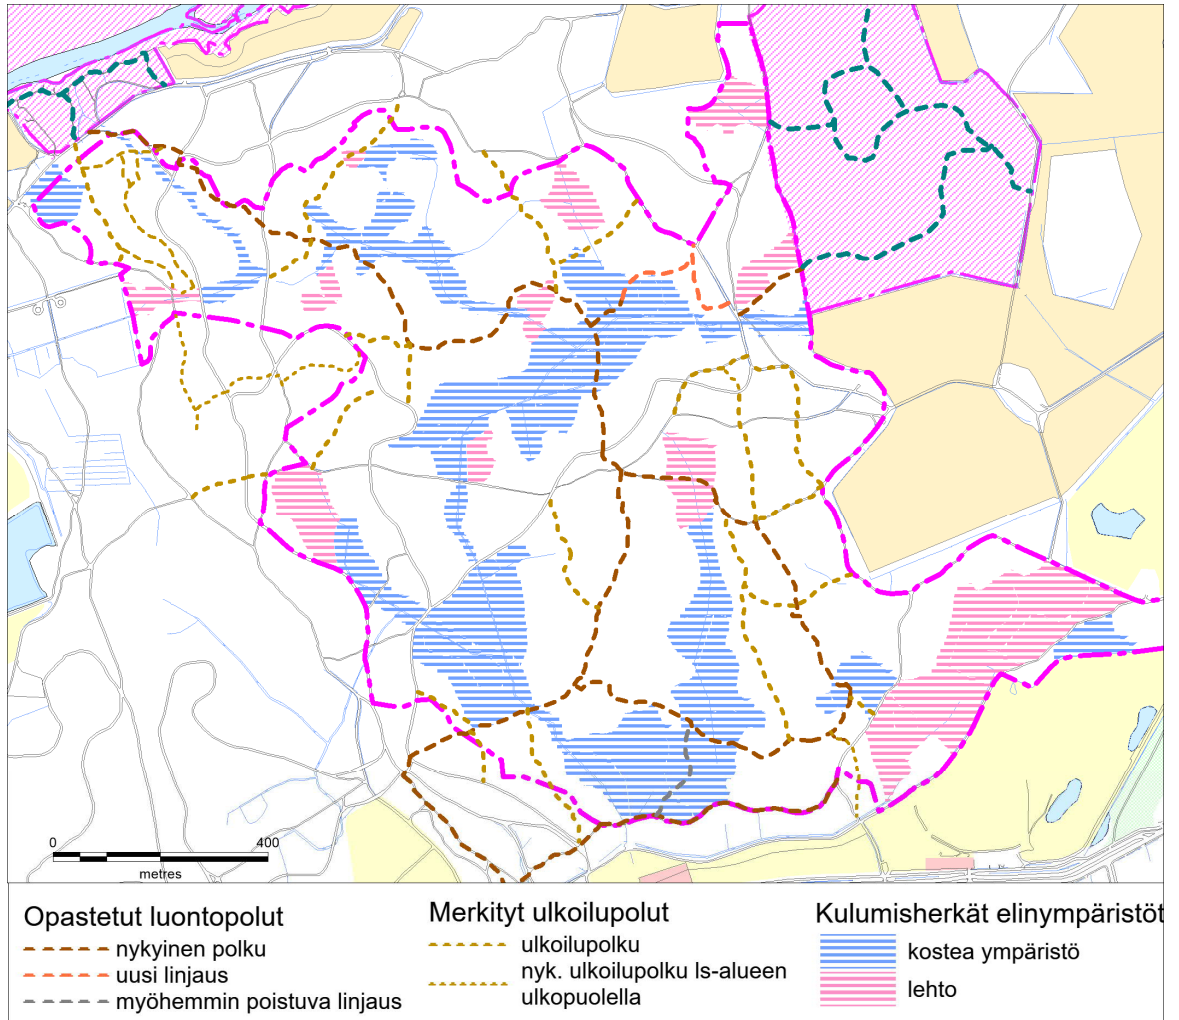 0 400
metres
Opastetut luontopolut
nykyinen polku
uusi linjaus
myöhemmin poistuva linjaus
Merkityt ulkoilupolut
ulkoilupolku
nyk. ulkoilupolku ls-alueen
ulkopuolella
Kulumisherkät elinympäristöt
kostea ympäristö
lehto